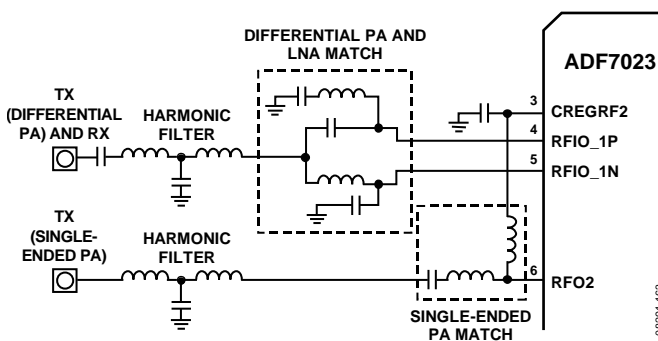 DIFFERENTIAL PA AND
LNA MATCH
ADF7023
TX
(DIFFERENTIAL
PA) AND RX
HARMONIC
FILTER
3
CREGRF2
4
RFIO_1P
5
RFIO_1N
TX
(SINGLE-
ENDED PA)
HARMONIC
FILTER
6
RFO2
SINGLE-ENDED
PA MATCH